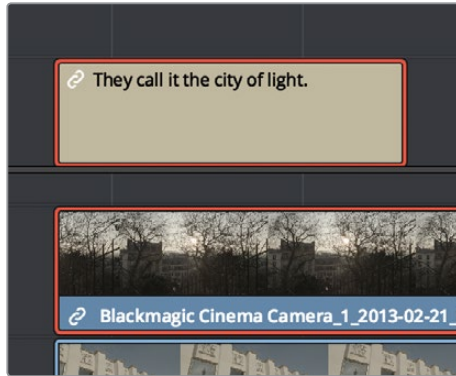 They call it the city of light.
Blackmagic Cinema Camera_1_2013-02-21_